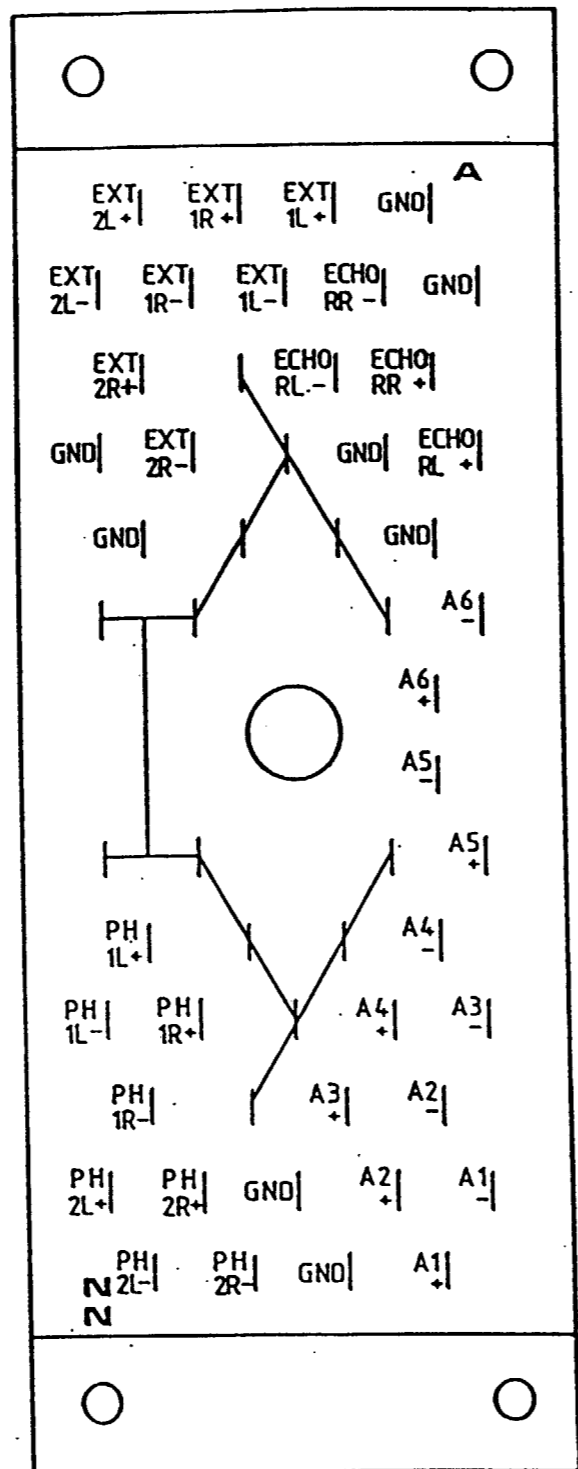 A
EXT EXT EXT GND
2L+ 1R+ 1L+
EXT EXT EXT ECHO GND
2L- 1R- 1L- RR -
EXT ECHO ECHO
2R+ RL - RR +
GND EXT GND ECHO
2R- RL +
GND GND
A6
-
A6
+
A5
-
A5
+
PH A4
1L+ -
PH PH A4 A3
1L- 1R+ + -
PH A3 A2
1R- + -
PH PH GND A2 A1
2L+ 2R+ + -
PH PH GND A1
2L- 2R- +
N
N